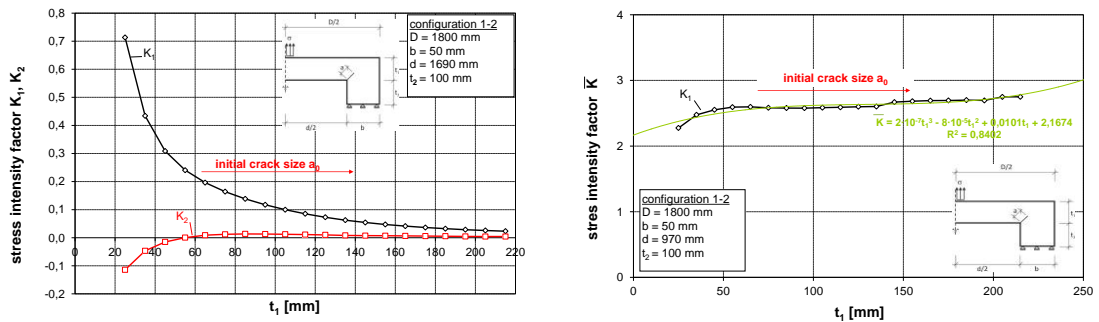 stress intensity factor K1, K2
0,8
0,7
0,6
0,5
0,4
0,3
0,2
0,1
0,0
-0,1
-0,2
K1
D/2
σ
a
t1
t2
d/2
b
configuration 1-2
D = 1800 mm
b = 50 mm
d = 1690 mm
t2 = 100 mm
initial crack size a0
K2
0 20 40 60 80 100 120 140 160 180 200 220
t1 [mm]
stres intensity factor K̅
4
3
2
1
0
initial crack size a0
K1
K̅ = 2·10-7t1³ - 8·10-5t1² + 0,0101t1 + 2,1674
R² = 0,8402
configuration 1-2
D = 1800 mm
b = 50 mm
d = 970 mm
t2 = 100 mm
D/2
σ
a
t1
d/2
b
0 50 100 150 200 250
t1 [mm]